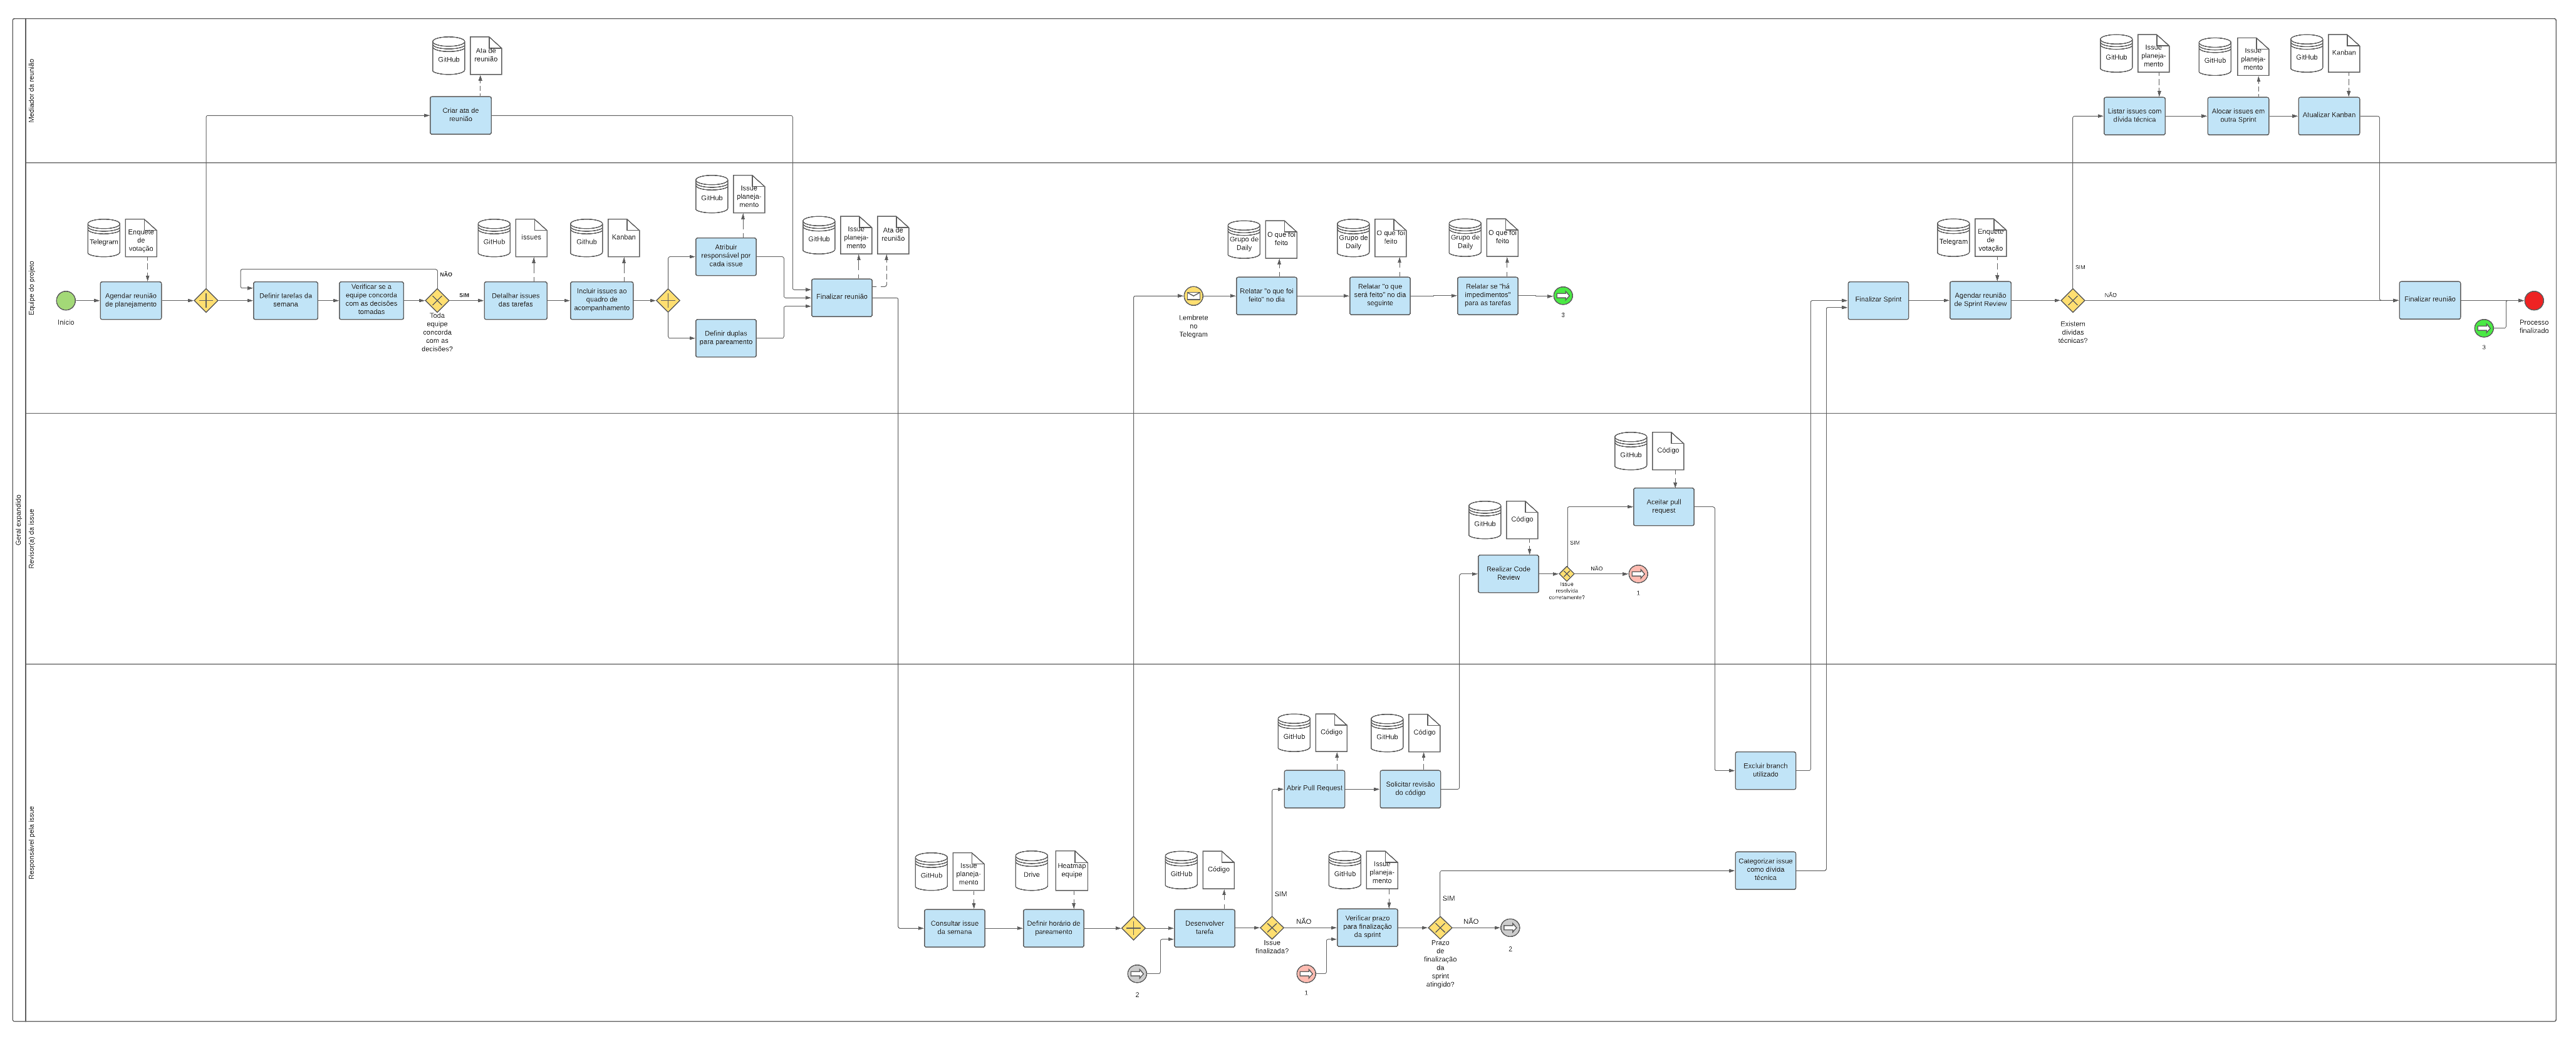 Geral expandido
Mediador da reunião
GitHub
Ata de
reunião
Criar ata de
reunião
GitHub
Issue
planeja-
mento
GitHub
Issue
planeja-
mento
GitHub
Kanban
Listar issues com
dívida técnica
Alocar issues em
outra Sprint
Atualizar Kanban
Equipe do projeto
Início
Telegram
Enquete
de
votação
Agendar reunião
de planejamento
Definir tarefas da
semana
Verificar se a
equipe concorda
com as decisões
tomadas
NÃO
SIM
Toda
equipe
concorda
com as
decisões?
GitHub
issues
Detalhar issues
das tarefas
Github
Kanban
Incluir issues ao
quadro de
acompanhamento
GitHub
Issue
planeja-
mento
Atribuir
responsável por
cada issue
Definir duplas
para pareamento
GitHub
Issue
planeja-
mento
Ata de
reunião
Finalizar reunião
Lembrete
no
Telegram
Grupo de
Daily
O que foi
feito
Relatar "o que foi
feito" no dia
Grupo de
Daily
O que foi
feito
Relatar "o que
será feito" no dia
seguinte
Grupo de
Daily
O que foi
feito
Relatar se "há
impedimentos"
para as tarefas
3
Finalizar Sprint
Telegram
Enquete
de
votação
Agendar reunião
de Sprint Review
SIM
NÃO
Existem
dívidas
técnicas?
Finalizar reunião
3
Processo
finalizado
Revisor(a) da issue
GitHub
Código
Realizar Code
Review
SIM
NÃO
Issue
resolvida
corretamente?
1
GitHub
Código
Aceitar pull
request
Responsável pela issue
GitHub
Issue
planeja-
mento
Consultar issue
da semana
Drive
Heatmap
equipe
Definir horário de
pareamento
2
GitHub
Código
Desenvolver
tarefa
SIM
NÃO
Issue
finalizada?
GitHub
Código
Abrir Pull Request
GitHub
Código
Solicitar revisão
do código
1
GitHub
Issue
planeja-
mento
Verificar prazo
para finalização
da sprint
SIM
NÃO
Prazo
de
finalização
da
sprint
atingido?
2
Excluir branch
utilizado
Categorizar issue
como dívida
técnica